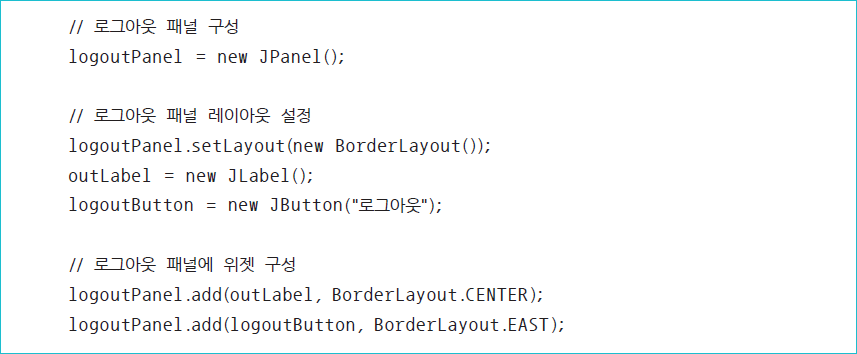 // 로그아웃 패널 구성
logoutPanel = new JPanel();
// 로그아웃 패널 레이아웃 설정
logoutPanel.setLayout(new BorderLayout());
outLabel = new JLabel();
logoutButton = new JButton("로그아웃");
// 로그아웃 패널에 위젯 구성
logoutPanel.add(outLabel, BorderLayout.CENTER);
logoutPanel.add(logoutButton, BorderLayout.EAST);